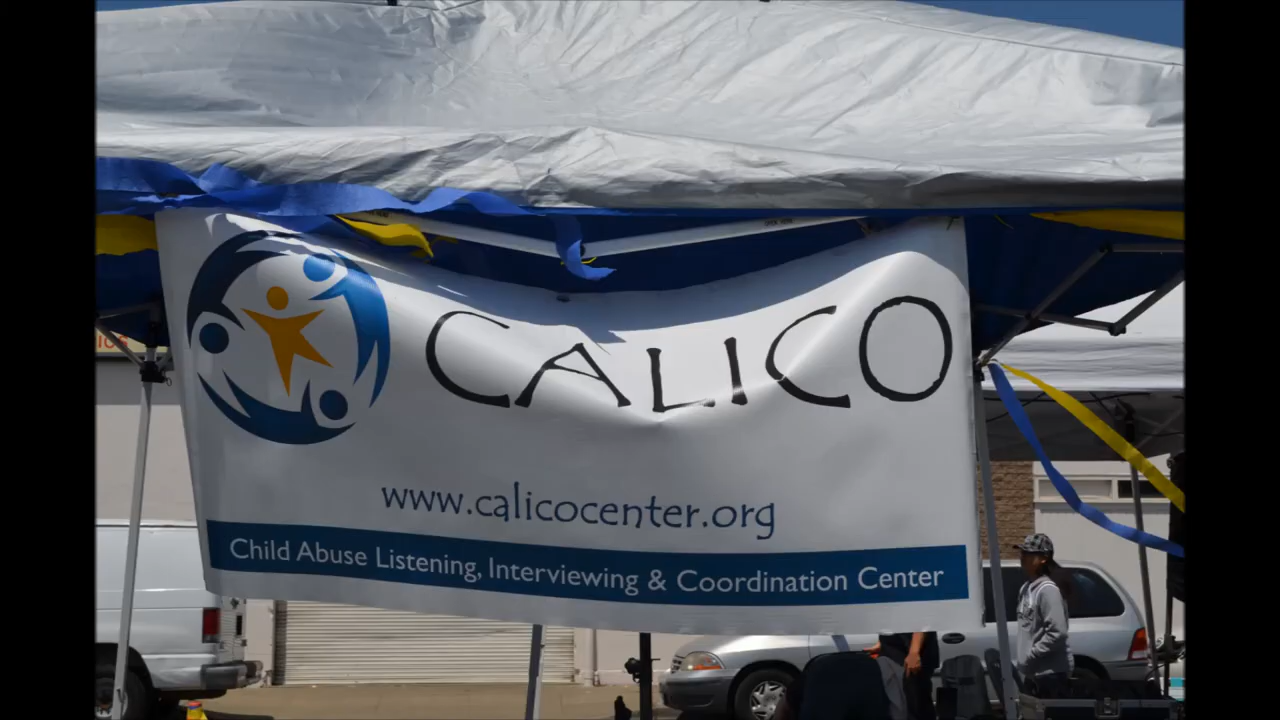 CALICO
www.calicocenter.org
Child Abuse Listening, Interviewing & Coordination Center